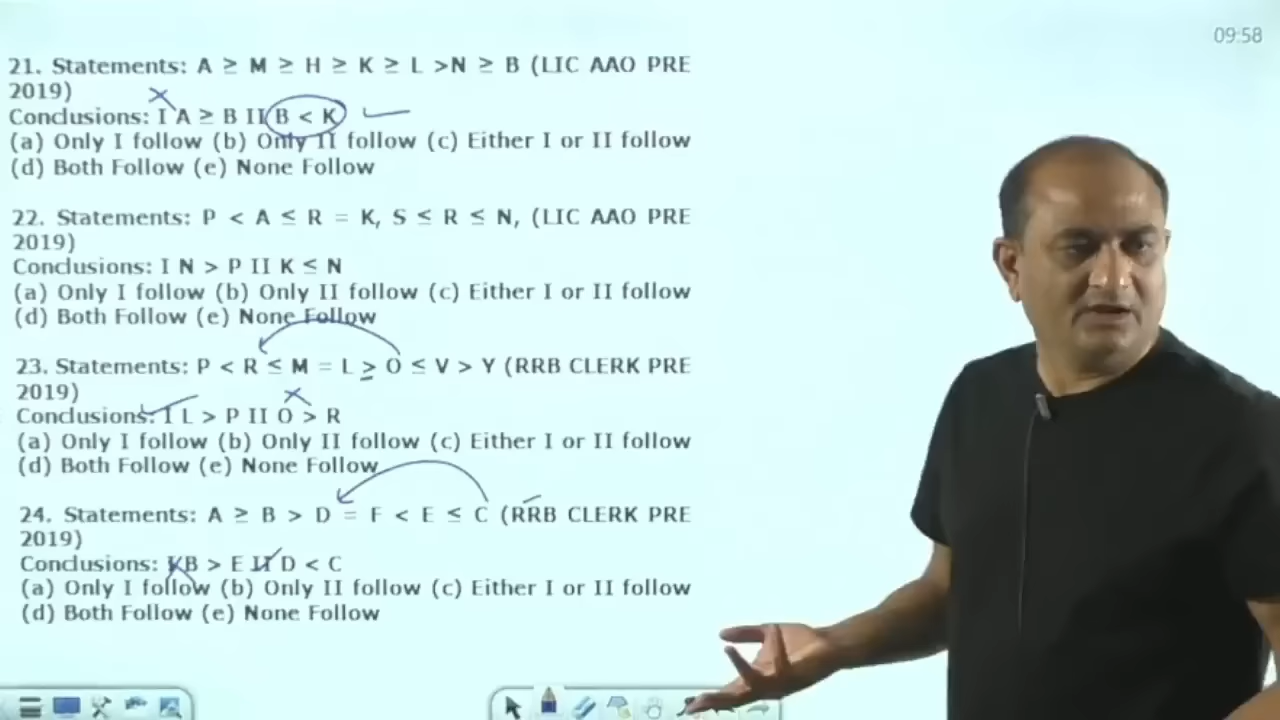 09:58
21. Statements: A ≥ M ≥ H ≥ K ≥ L >N ≥ B (LIC AAO PRE
2019)
Conclusions: I A ≥ B II B < K
(a) Only I follow (b) Only II follow (c) Either I or II follow
(d) Both Follow (e) None Follow
22. Statements: P < A ≤ R = K, S ≤ R ≤ N, (LIC AAO PRE
2019)
Conclusions: I N > P II K ≤ N
(a) Only I follow (b) Only II follow (c) Either I or II follow
(d) Both Follow (e) None Follow
23. Statements: P < R ≤ M = L ≥ O ≤ V > Y (RRB CLERK PRE
2019)
Conclusions: I L > P II O > R
(a) Only I follow (b) Only II follow (c) Either I or II follow
(d) Both Follow (e) None Follow
24. Statements: A ≥ B > D = F < E ≤ C (RRB CLERK PRE
2019)
Conclusions: I B > E II D < C
(a) Only I follow (b) Only II follow (c) Either I or II follow
(d) Both Follow (e) None Follow